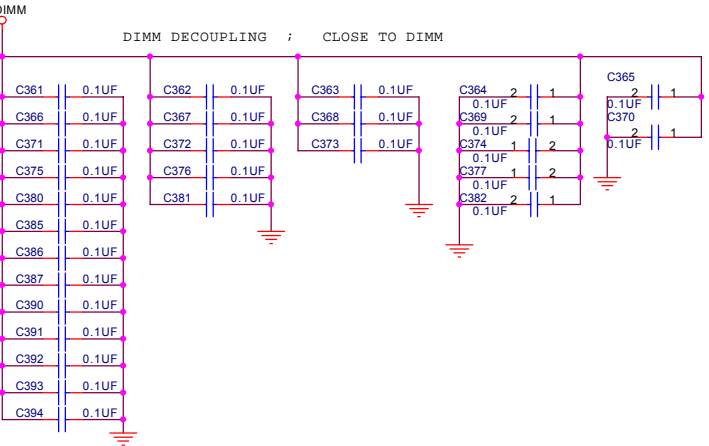 DIMM
DIMM DECOUPLING ; CLOSE TO DIMM
C361 0.1UF
C366 0.1UF
C371 0.1UF
C375 0.1UF
C380 0.1UF
C385 0.1UF
C386 0.1UF
C387 0.1UF
C390 0.1UF
C391 0.1UF
C392 0.1UF
C393 0.1UF
C394 0.1UF
C362 0.1UF
C367 0.1UF
C372 0.1UF
C376 0.1UF
C381 0.1UF
C363 0.1UF
C368 0.1UF
C373 0.1UF
C364 2 1
0.1UF
C369 2 1
0.1UF
C374 1 2
0.1UF
C377 1 2
0.1UF
C382 2 1
0.1UF
C365
2 1
0.1UF
C370
2 1
0.1UF